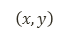 (x, y)